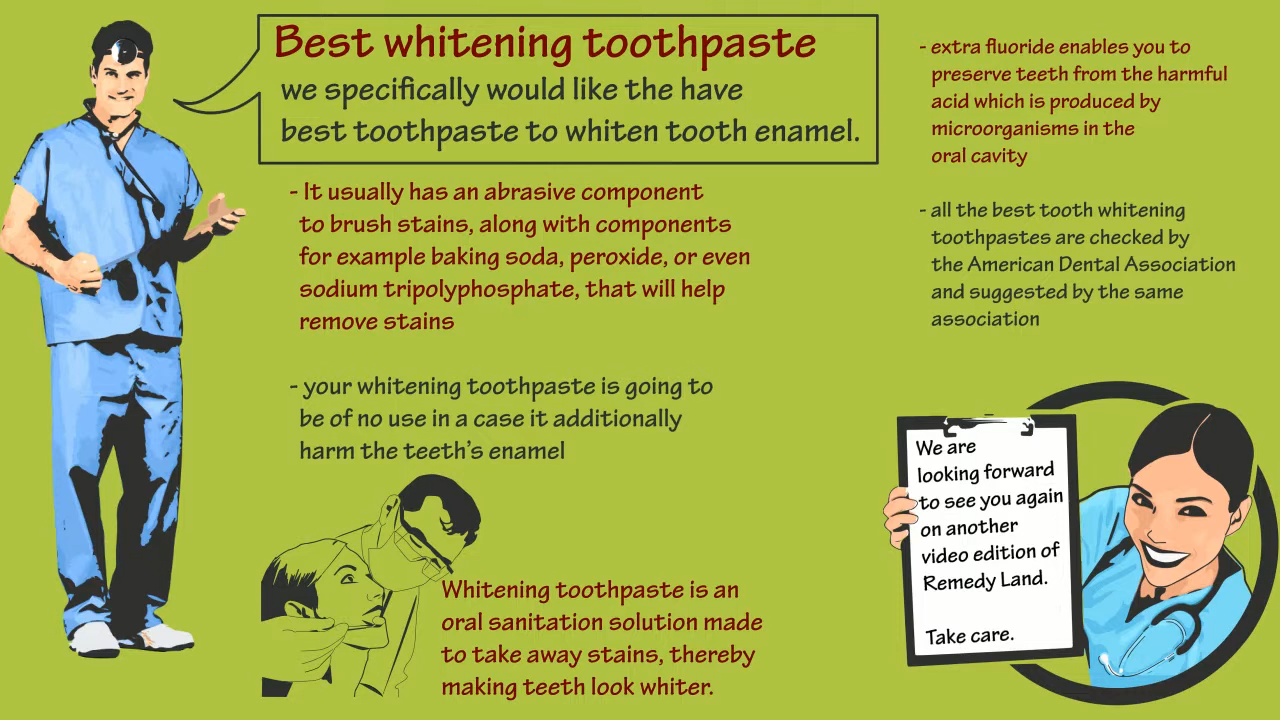 Best whitening toothpaste
we specifically would like the have
best toothpaste to whiten tooth enamel.
- It usually has an abrasive component
to brush stains, along with components
for example baking soda, peroxide, or even
sodium tripolyphosphate, that will help
remove stains
- your whitening toothpaste is going to
be of no use in a case it additionally
harm the teeth's enamel
Whitening toothpaste is an
oral sanitation solution made
to take away stains, thereby
making teeth look whiter.
- extra fluoride enables you to
preserve teeth from the harmful
acid which is produced by
microorganisms in the
oral cavity
- all the best tooth whitening
toothpastes are checked by
the American Dental Association
and suggested by the same
association
We are
looking forward
to see you again
on another
video edition of
Remedy Land.
Take care.